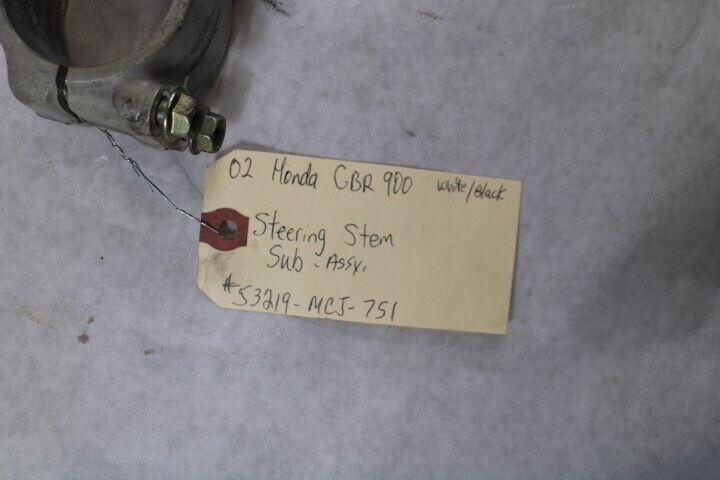 02 Honda CBR 900 White/Black
Steering Stem
Sub-Assy.
#53219-MCJ-751